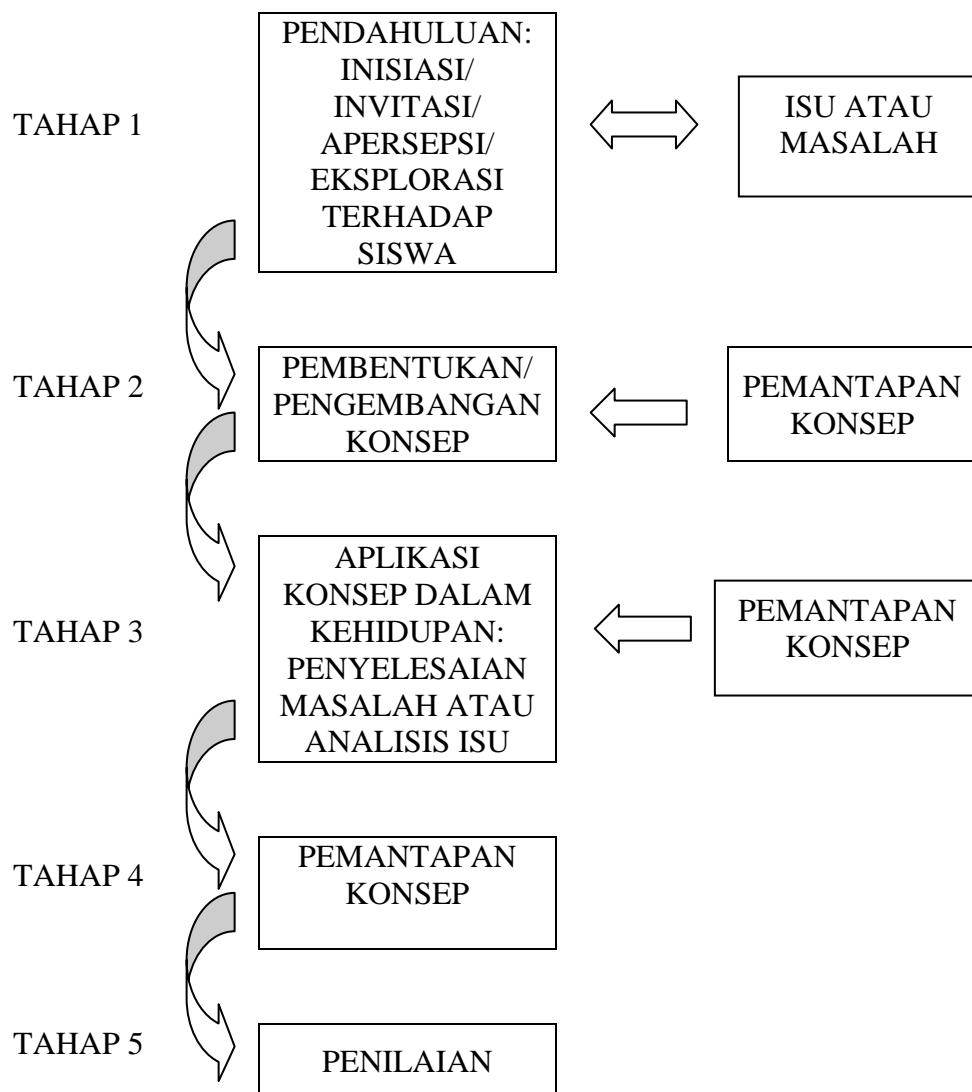 PENDAHULUAN:
INISIASI/
INVITASI/
APERSEPSI/
EKSPLORASI
TERHADAP
SISWA
TAHAP 1
ISU ATAU
MASALAH
TAHAP 2
PEMBENTUKAN/
PENGEMBANGAN
KONSEP
PEMANTAPAN
KONSEP
TAHAP 3
APLIKASI
KONSEP DALAM
KEHIDUPAN:
PENYELESAIAN
MASALAH ATAU
ANALISIS ISU
PEMANTAPAN
KONSEP
TAHAP 4
PEMANTAPAN
KONSEP
TAHAP 5
PENILAIAN